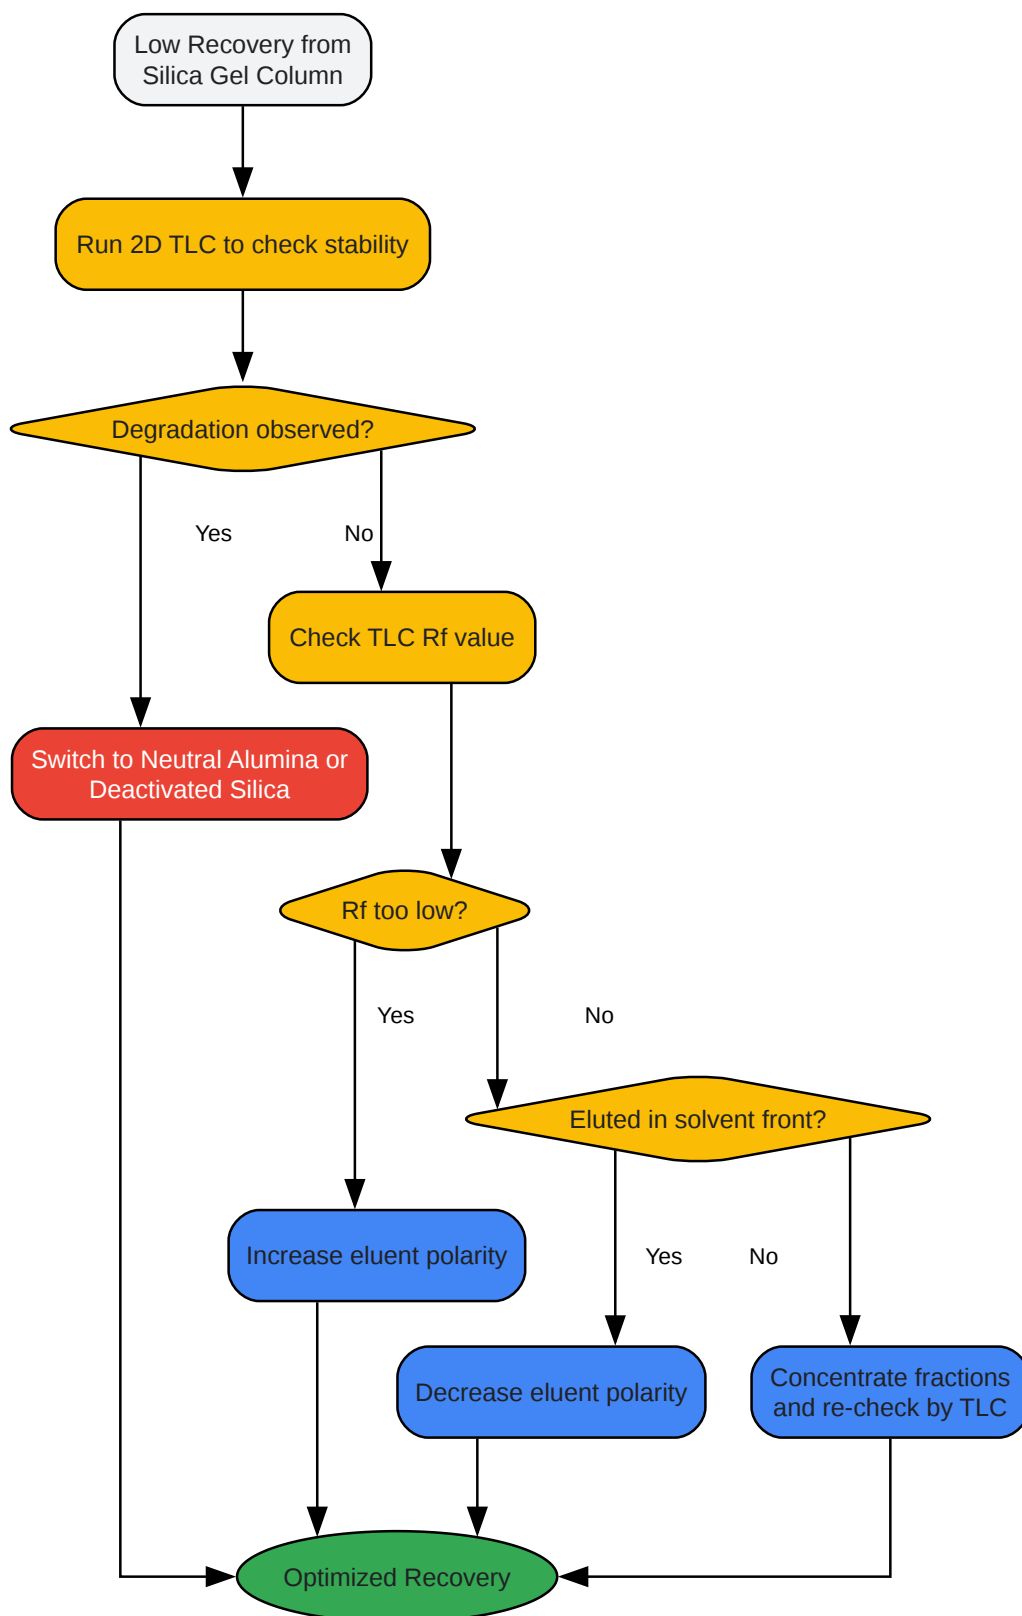 Low Recovery from
Silica Gel Column
Run 2D TLC to check stability
Degradation observed?
Yes
No
Check TLC Rf value
Switch to Neutral Alumina or
Deactivated Silica
Rf too low?
Yes
No
Eluted in solvent front?
Increase eluent polarity
Yes
No
Decrease eluent polarity
Concentrate fractions
and re-check by TLC
Optimized Recovery